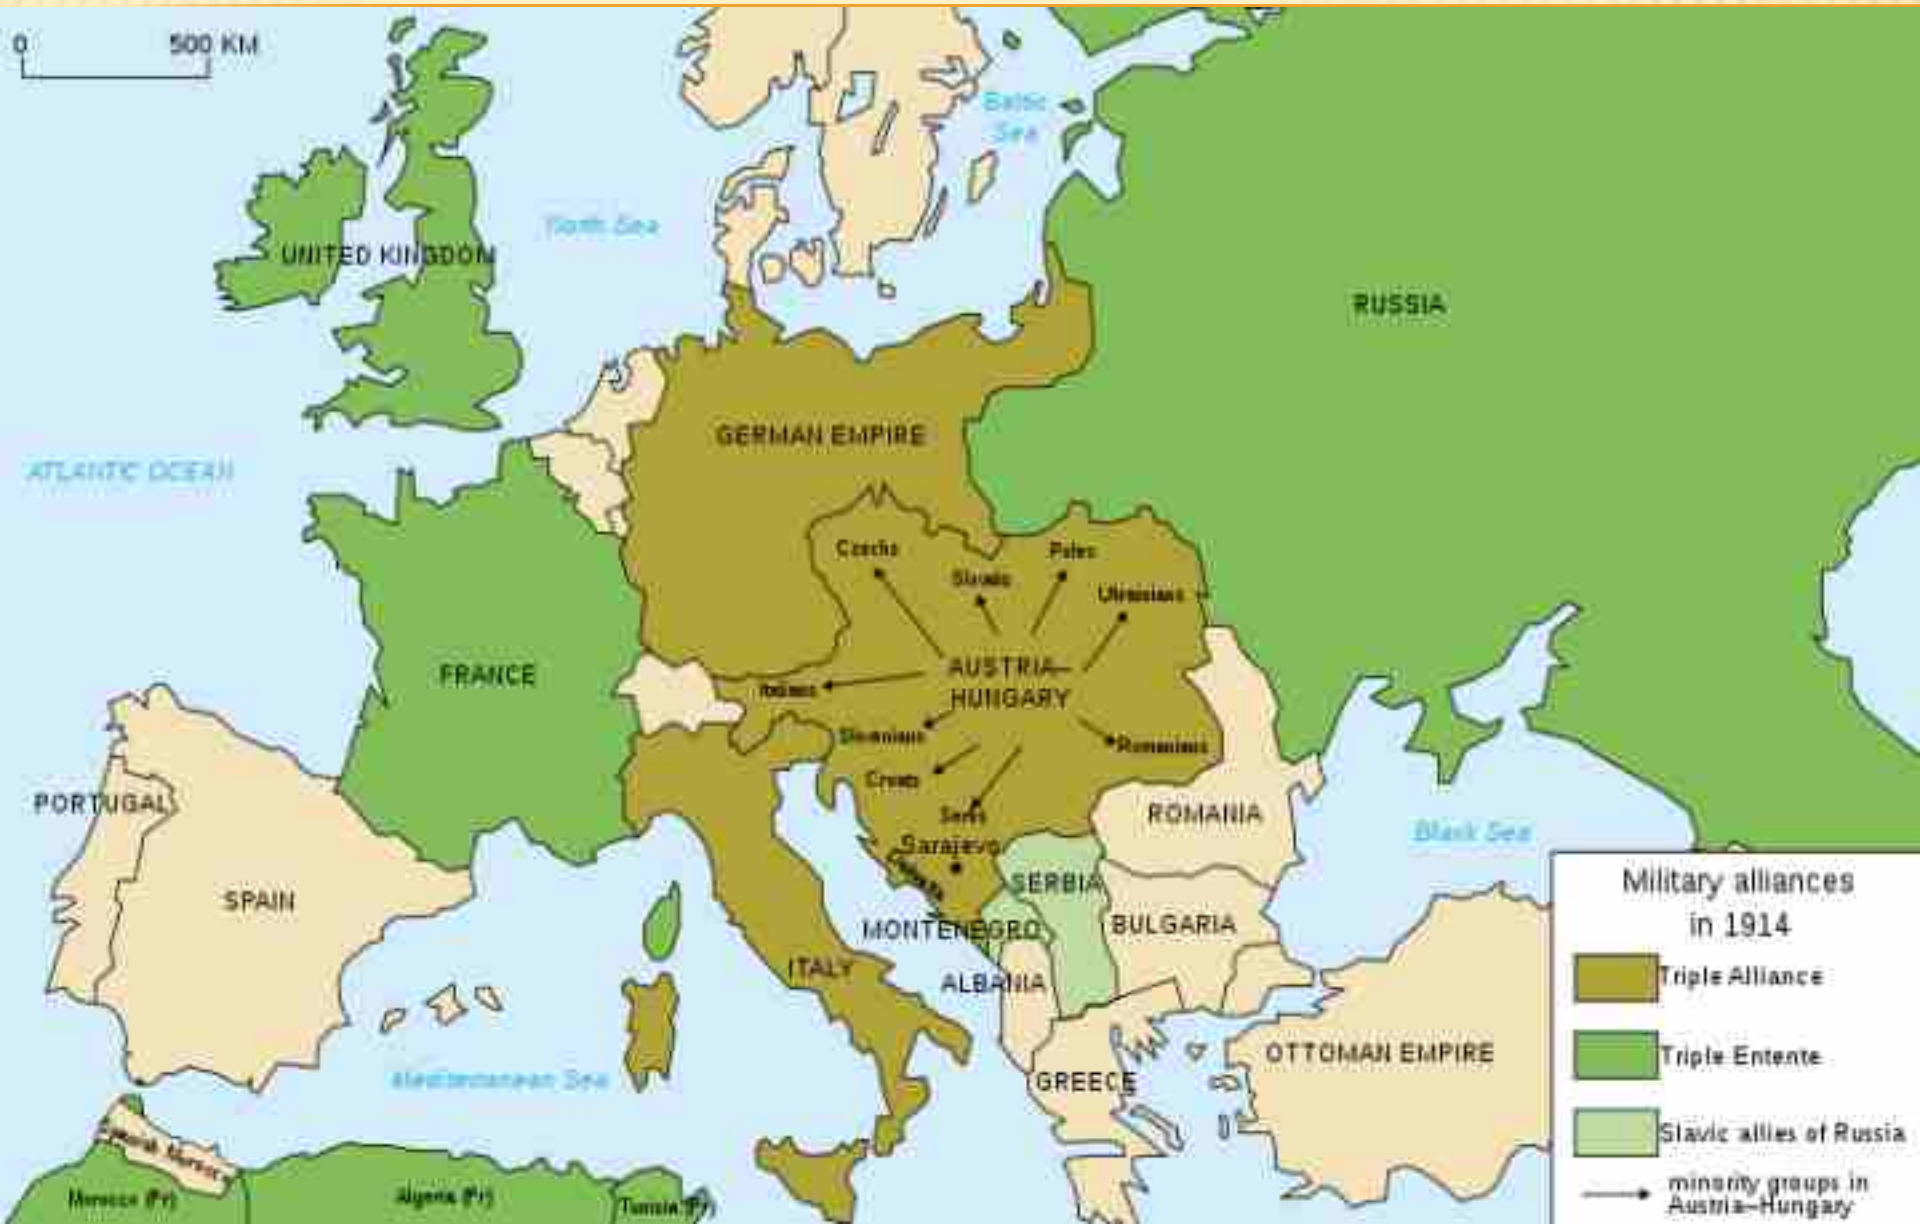 0 500 KM
Baltic
Sea
North Sea
UNITED KINGDOM
RUSSIA
GERMAN EMPIRE
ATLANTIC OCEAN
Czechs
Slovaks
Poles
Ukrainians
FRANCE
AUSTRIA-
HUNGARY
Italians
Slovenians
Romanians
Croats
PORTUGAL
Serbs
ROMANIA
Sarajevo
Black Sea
SERBIA
SPAIN
MONTENEGRO
BULGARIA
ITALY
ALBANIA
OTTOMAN EMPIRE
GREECE
Mediterranean Sea
Spanish Morocco
Morocco (Fr)
Algeria (Fr)
Tunisia (Fr)
Military alliances
in 1914
Triple Alliance
Triple Entente
Slavic allies of Russia
minority groups in
Austria-Hungary